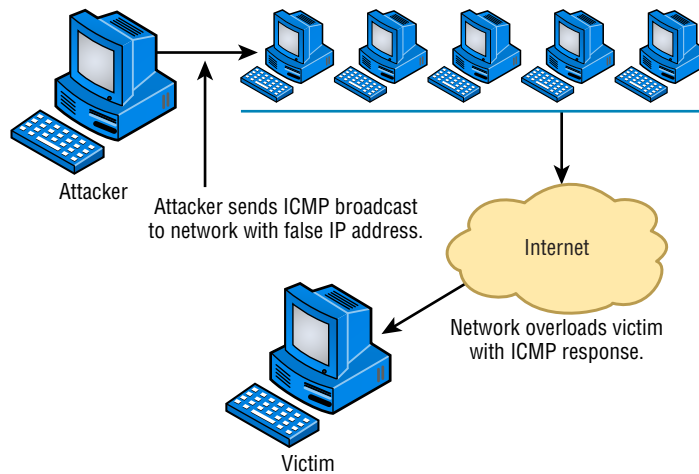 Attacker
Attacker sends ICMP broadcast
to network with false IP address.
Internet
Network overloads victim
with ICMP response.
Victim